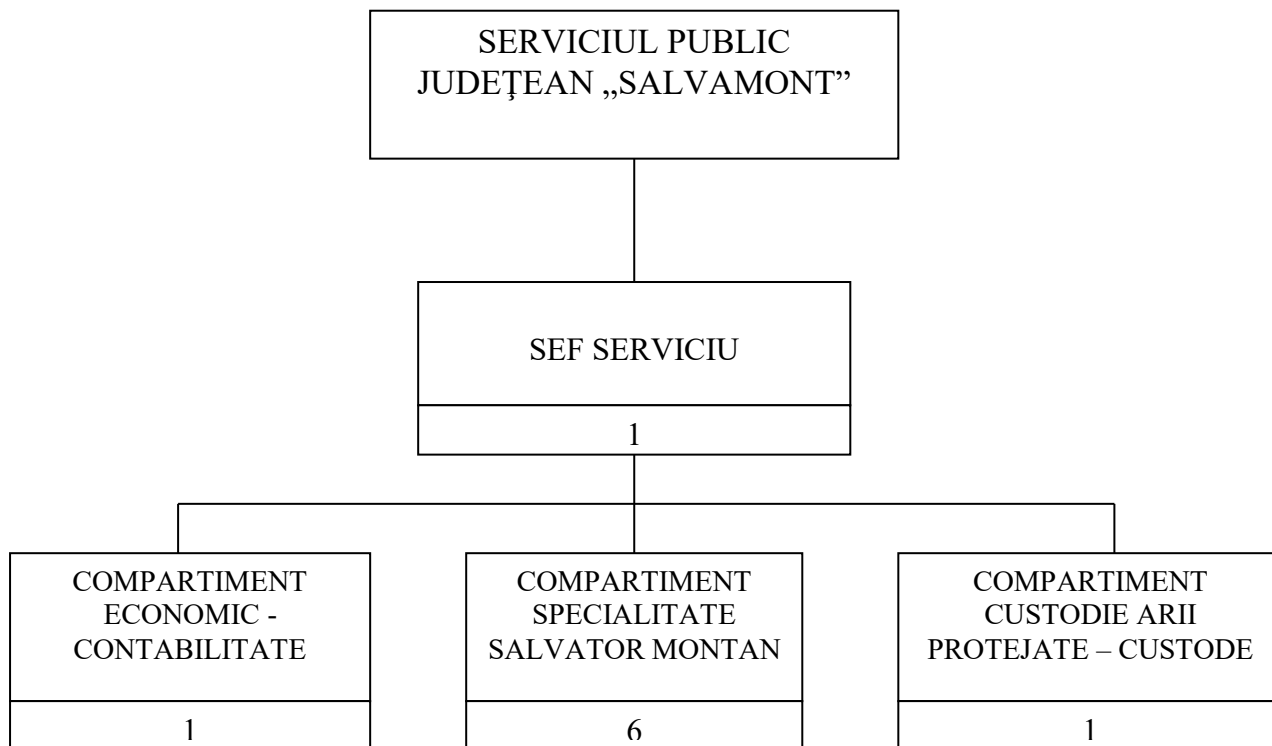 SERVICIUL PUBLIC
JUDEŢEAN „SALVAMONT”
SEF SERVICIU
1
COMPARTIMENT
ECONOMIC -
CONTABILITATE
1
COMPARTIMENT
SPECIALITATE
SALVATOR MONTAN
6
COMPARTIMENT
CUSTODIE ARII
PROTEJATE – CUSTODE
1